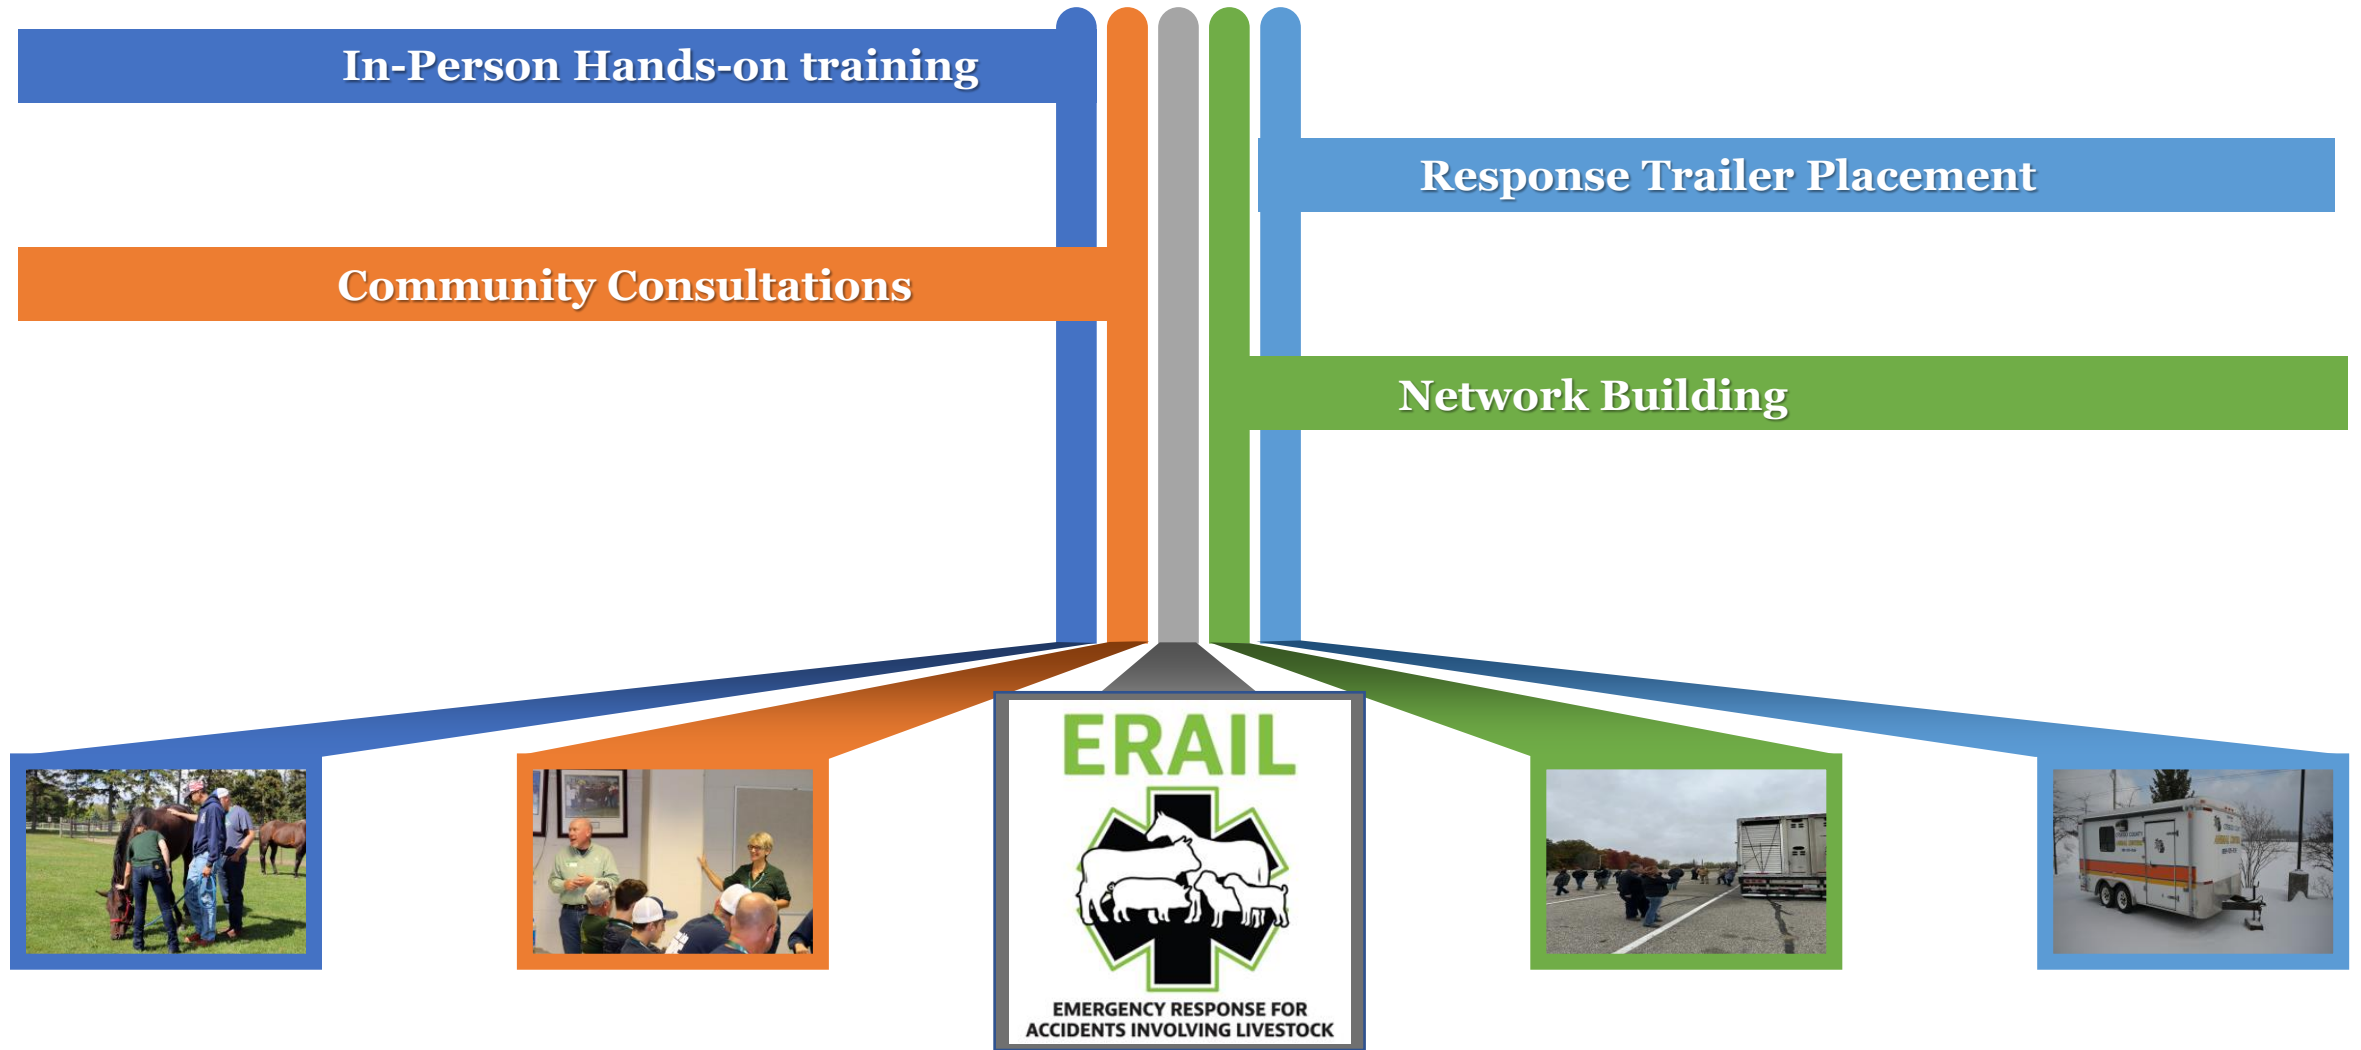 In-Person Hands-on training
Response Trailer Placement
Community Consultations
Network Building
ERAIL
EMERGENCY RESPONSE FOR
ACCIDENTS INVOLVING LIVESTOCK